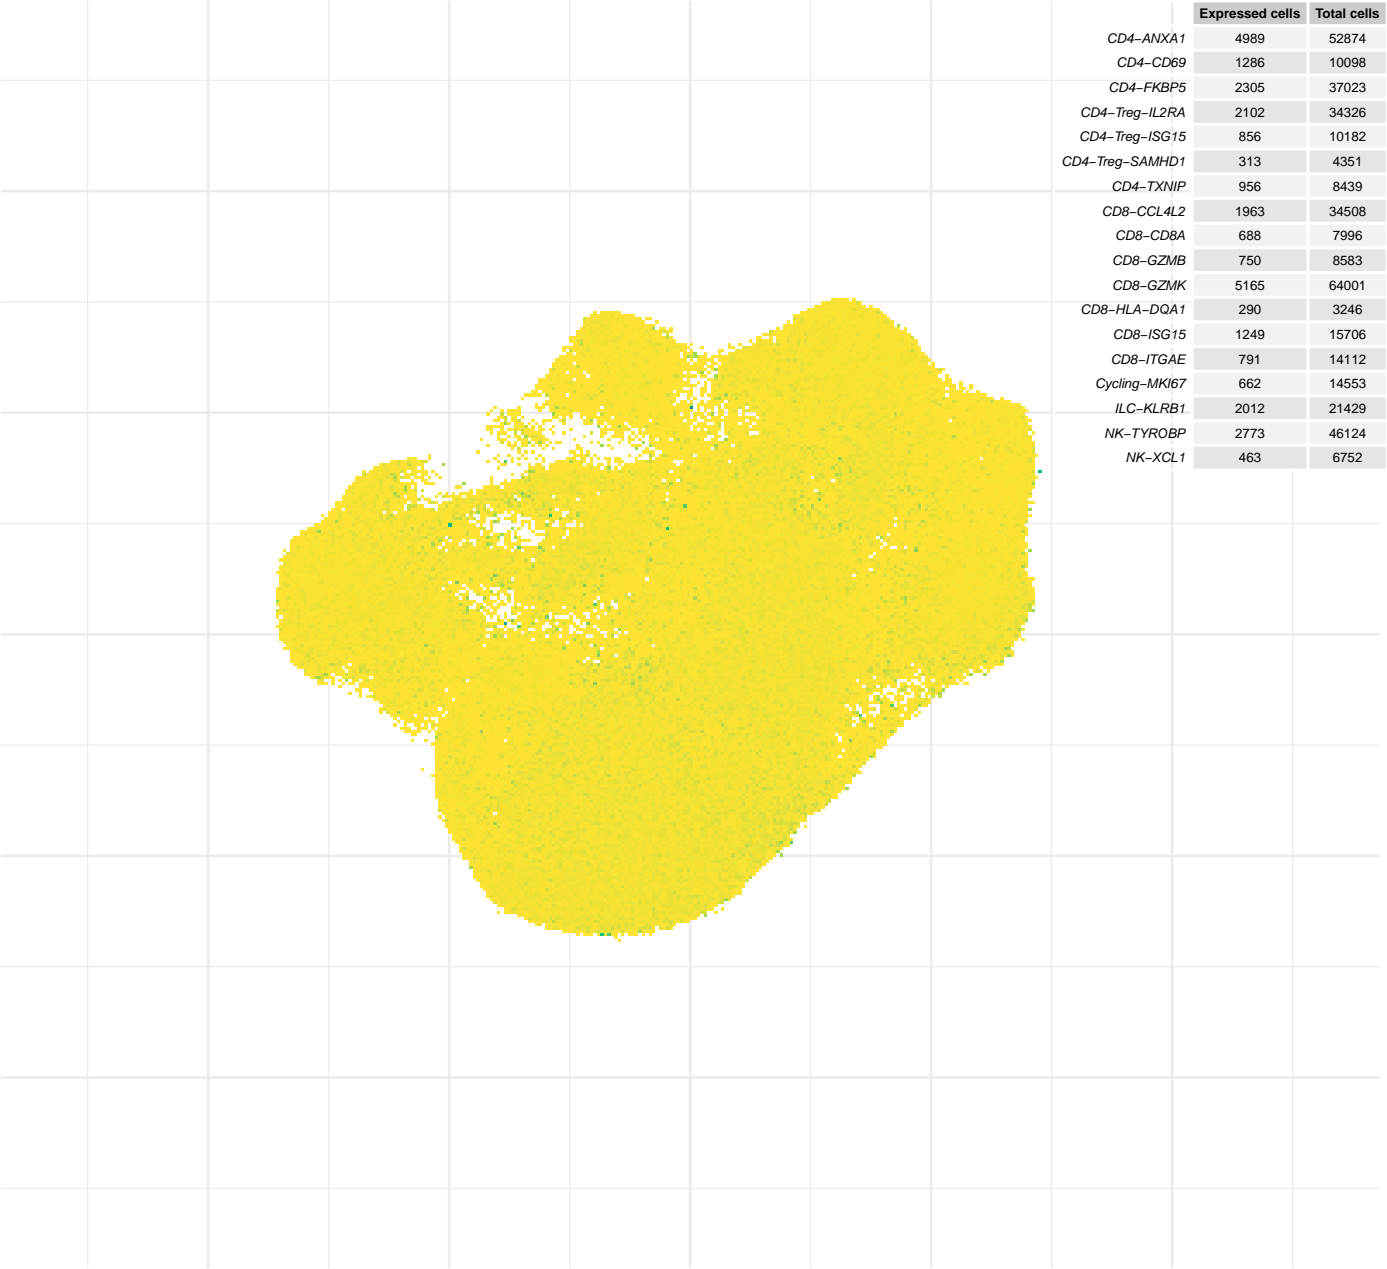 Expressed cells Total cells
CD4−ANXA1 4989 52874
CD4−CD69 1286 10098
CD4−FKBP5 2305 37023
CD4−Treg−IL2RA 2102 34326
CD4−Treg−ISG15 856 10182
CD4−Treg−SAMHD1 313 4351
CD4−TXNIP 956 8439
CD8−CCL4L2 1963 34508
CD8−CD8A 688 7996
CD8−GZMB 750 8583
CD8−GZMK 5165 64001
CD8−HLA−DQA1 290 3246
CD8−ISG15 1249 15706
CD8−ITGAE 791 14112
Cycling−MKI67 662 14553
ILC−KLRB1 2012 21429
NK−TYROBP 2773 46124
NK−XCL1 463 6752